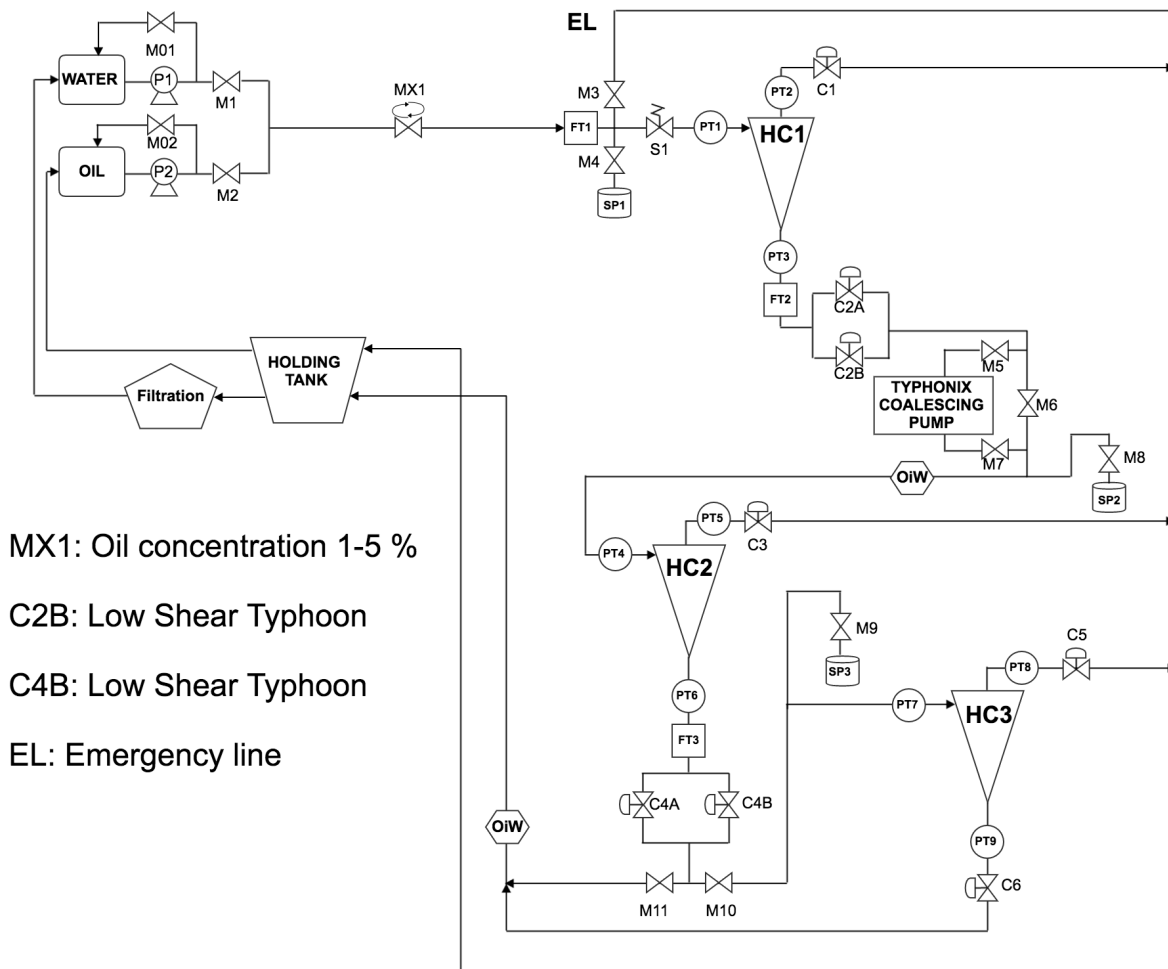 EL
M01
WATER
P1
M1
MX1
M02
OIL
P2
M2
M3
FT1
M4
S1
PT1
SP1
PT2
C1
HC1
PT3
FT2
C2A
C2B
M5
TYPHONIX
COALESCING
PUMP
M6
M7
M8
SP2
OiW
HOLDING
TANK
Filtration
PT4
PT5
C3
HC2
PT6
FT3
C4A
C4B
M9
SP3
PT7
PT8
C5
HC3
PT9
C6
OiW
M11
M10
MX1: Oil concentration 1-5 %
C2B: Low Shear Typhoon
C4B: Low Shear Typhoon
EL: Emergency line